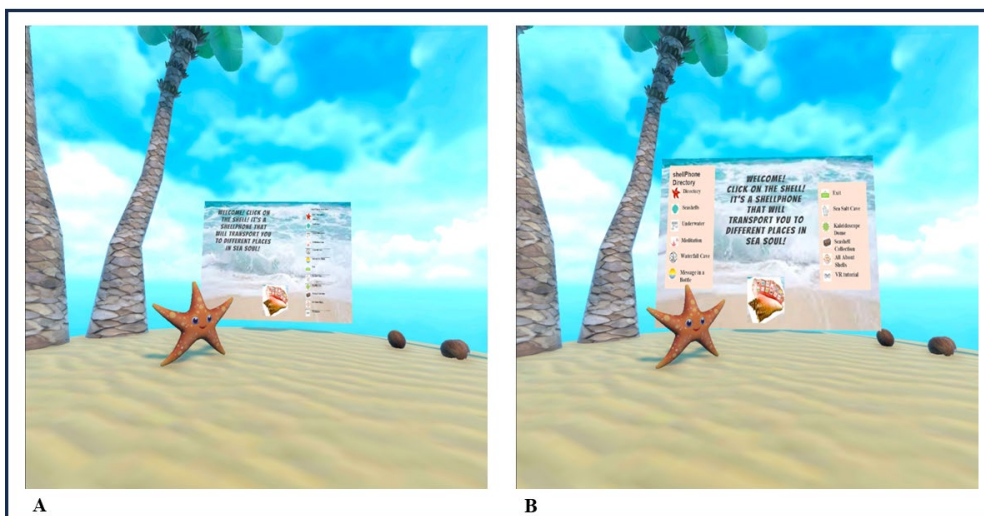 WELCOME! CLICK ON
THE SHELL! IT'S A
SHELLPHONE THAT
WILL TRANSPORT YOU
TO DIFFERENT PLACES
IN SEA SOUL!
A
shellPhone
Directory
Directory
Seashells
Underwater
Meditation
Waterfall Cave
Message in a
Bottle
WELCOME!
CLICK ON THE SHELL!
IT'S A SHELLPHONE
THAT WILL
TRANSPORT YOU TO
DIFFERENT PLACES IN
SEA SOUL!
Exit
Sea Salt Cave
Kaleidoscope
Dome
Seashell
Collection
All About
Shells
VR tutorial
B